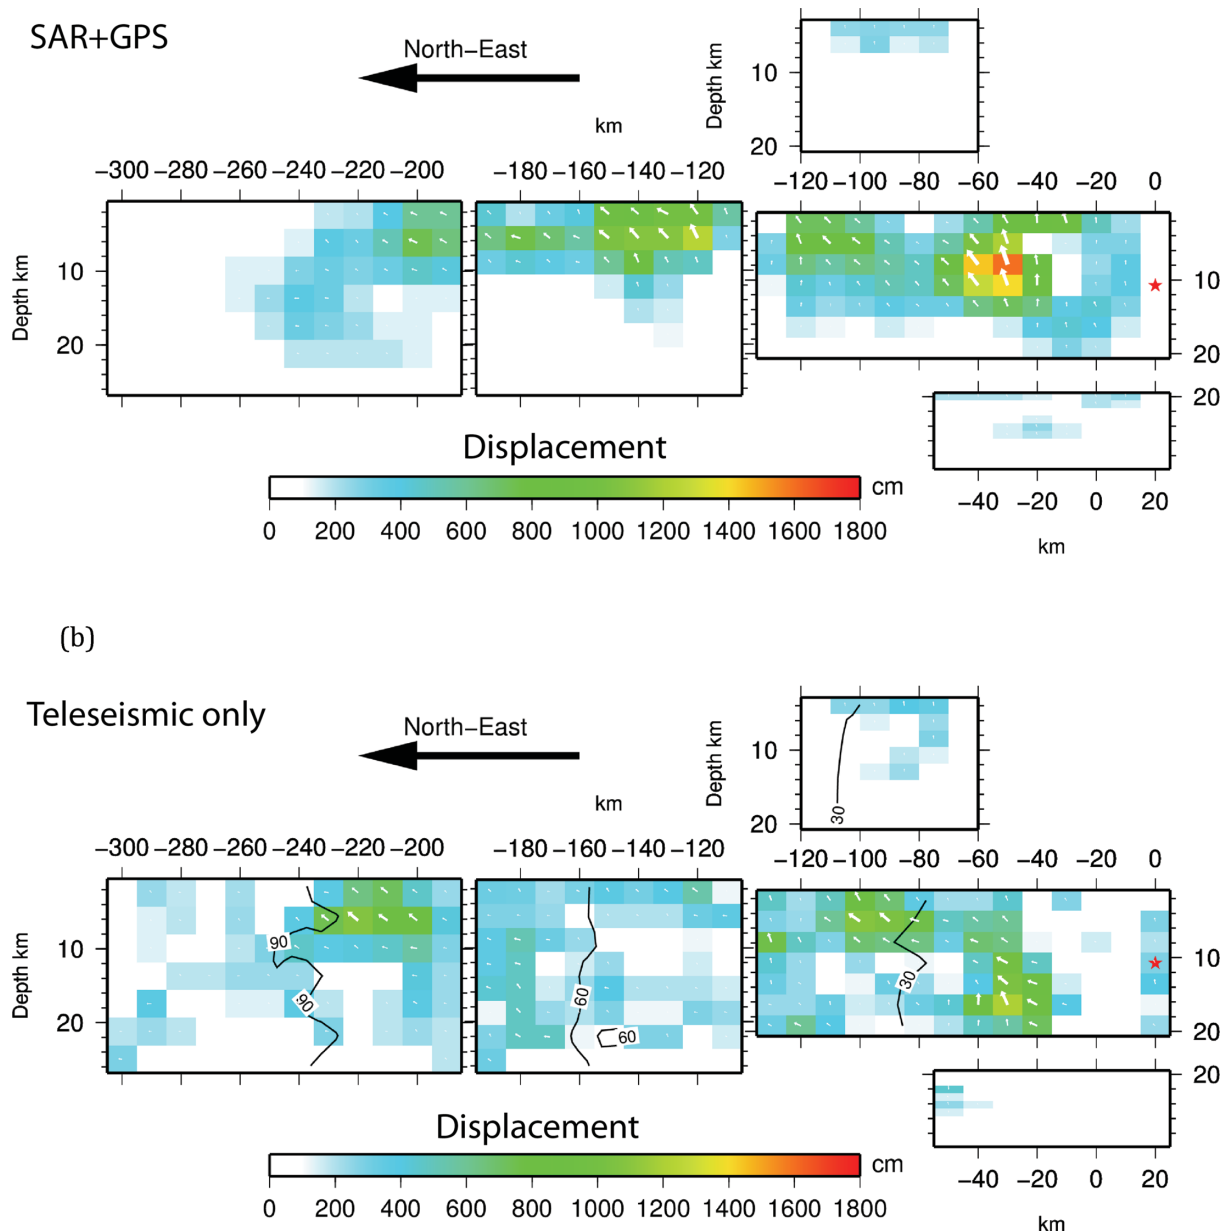 SAR+GPS
North−East
km
Depth km
10
20
−300 −280 −260 −240 −220 −200
−180 −160 −140 −120
−120 −100 −80 −60 −40 −20 0
Depth km
10
20
10
20
20
−40 −20 0 20
km
Displacement
cm
0 200 400 600 800 1000 1200 1400 1600 1800
(b)
Teleseismic only
North−East
km
Depth km
10
20
30
−300 −280 −260 −240 −220 −200
−180 −160 −140 −120
−120 −100 −80 −60 −40 −20 0
Depth km
10
20
90
90
60
60
30
10
20
20
−40 −20 0 20
km
Displacement
cm
0 200 400 600 800 1000 1200 1400 1600 1800